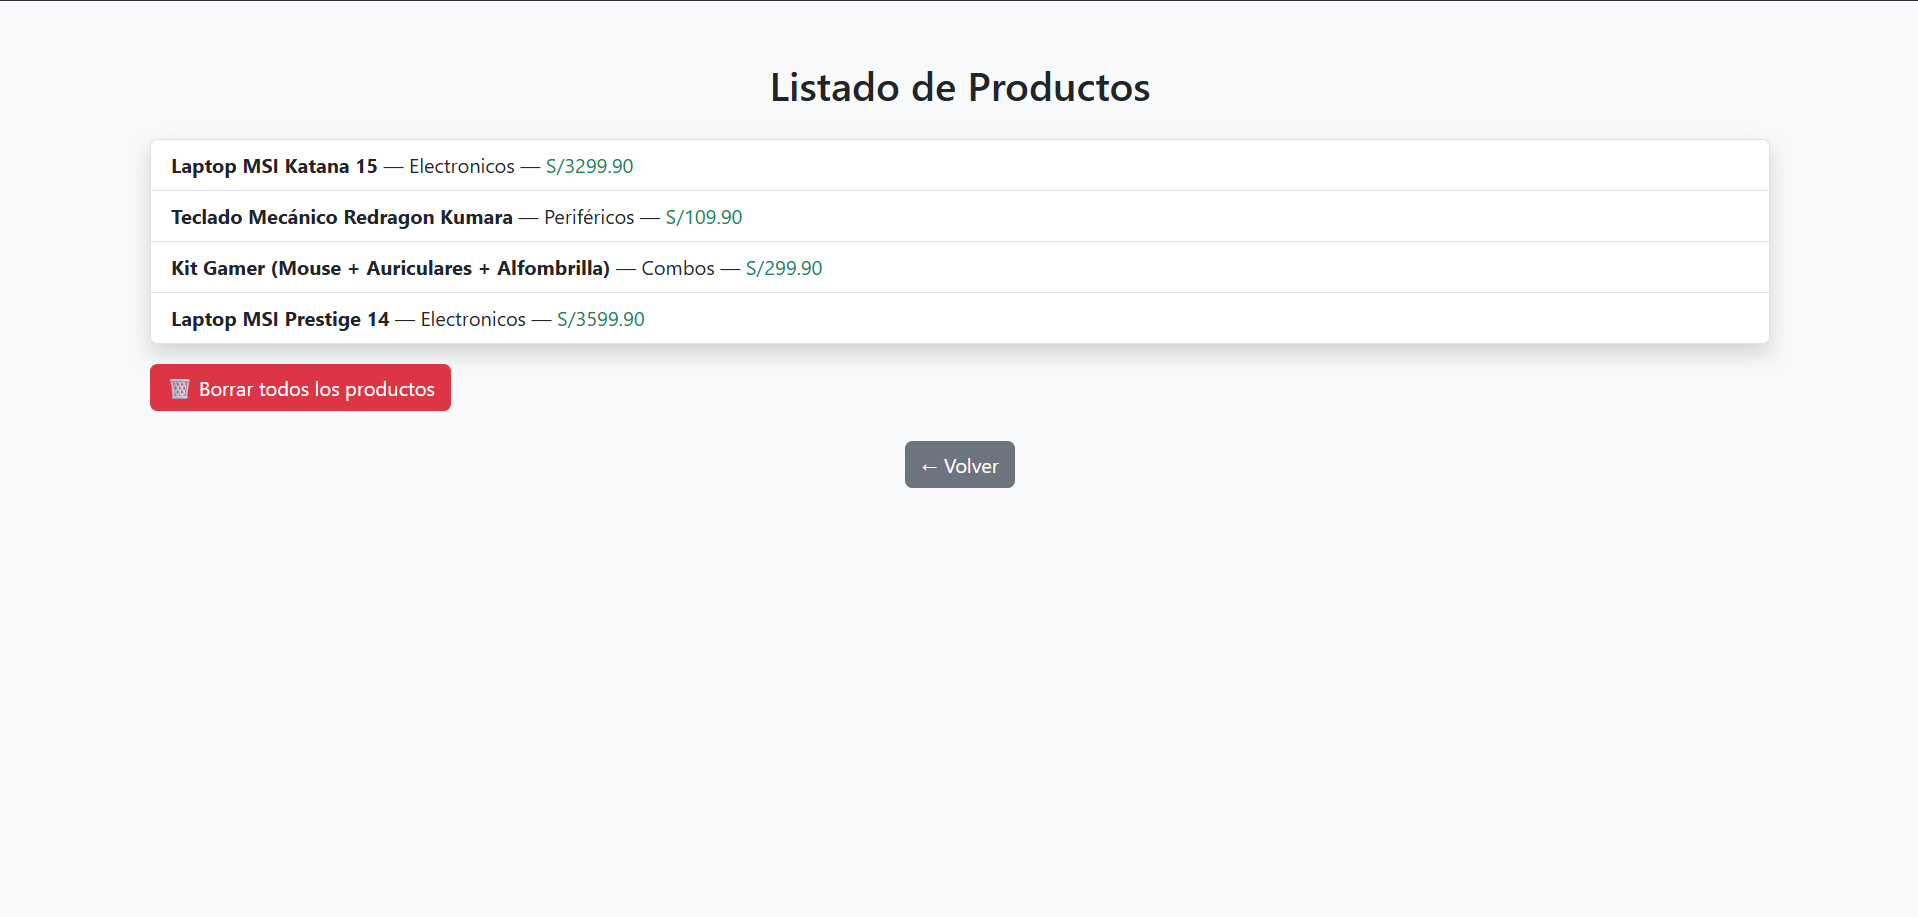 Listado de Productos
Laptop MSI Katana 15 — Electronicos — S/3299.90
Teclado Mecánico Redragon Kumara — Periféricos — S/109.90
Kit Gamer (Mouse + Auriculares + Alfombrilla) — Combos — S/299.90
Laptop MSI Prestige 14 — Electronicos — S/3599.90
🗑️ Borrar todos los productos
← Volver